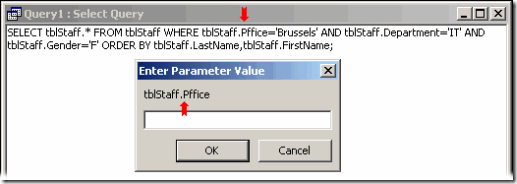 Query1 : Select Query
SELECT tblStaff.* FROM tblStaff WHERE tblStaff.Pffice='Brussels' AND tblStaff.Department='IT' AND
tblStaff.Gender='F' ORDER BY tblStaff.LastName,tblStaff.FirstName;
Enter Parameter Value
tblStaff.Pffice
OK
Cancel